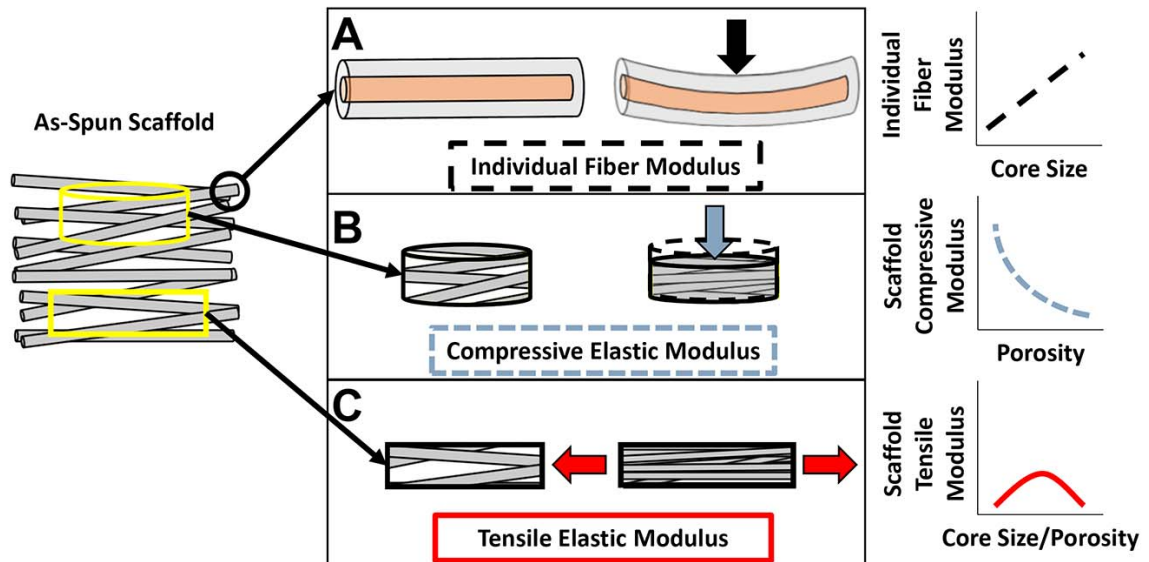 As-Spun Scaffold
A
Individual Fiber Modulus
Individual
Fiber
Modulus
Core Size
B
Compressive Elastic Modulus
Scaffold
Compressive
Modulus
Porosity
C
Tensile Elastic Modulus
Scaffold
Tensile
Modulus
Core Size/Porosity